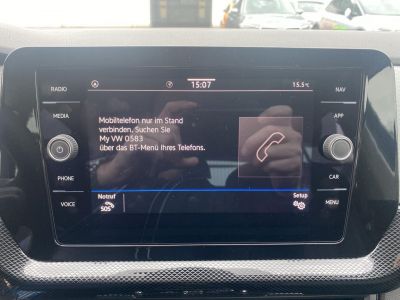 15:07
15.5°C
RADIO
MEDIA
PHONE
VOICE
NAV
APP
CAR
MENU
Mobiltelefon nur im Stand
verbinden. Suchen Sie
My VW 0583
über das BT-Menü Ihres Telefons.
Notruf
SOS
Setup